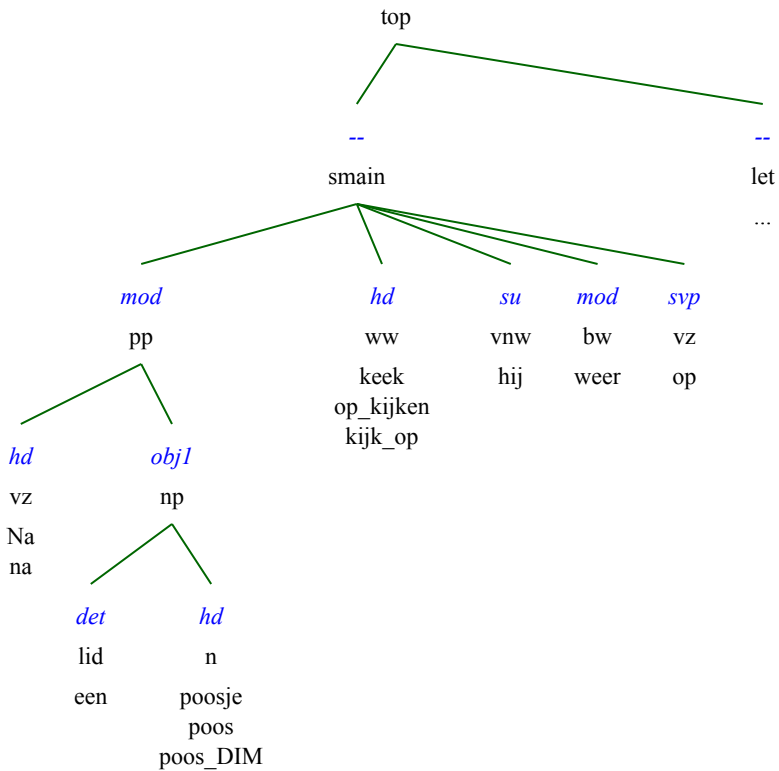 top
-- --
smain let
...
mod hd su mod svp
pp ww vnw bw vz
keek hij weer op
op_kijken
kijk_op
hd obj1
vz np
Na
na
det hd
lid n
een poosje
poos
poos_DIM